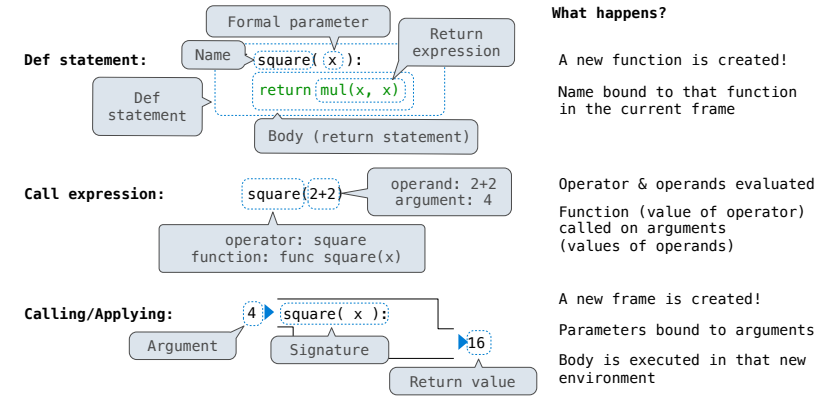 What happens?
Formal parameter
Return
expression
Def statement:
Name
square( x ):
A new function is created!
return mul(x, x)
Def
statement
Name bound to that function
in the current frame
Body (return statement)
Call expression:
square(2+2)
operand: 2+2
argument: 4
Operator & operands evaluated
Function (value of operator)
called on arguments
(values of operands)
operator: square
function: func square(x)
Calling/Applying:
4
square( x ):
A new frame is created!
Argument
Signature
16
Parameters bound to arguments
Return value
Body is executed in that new
environment